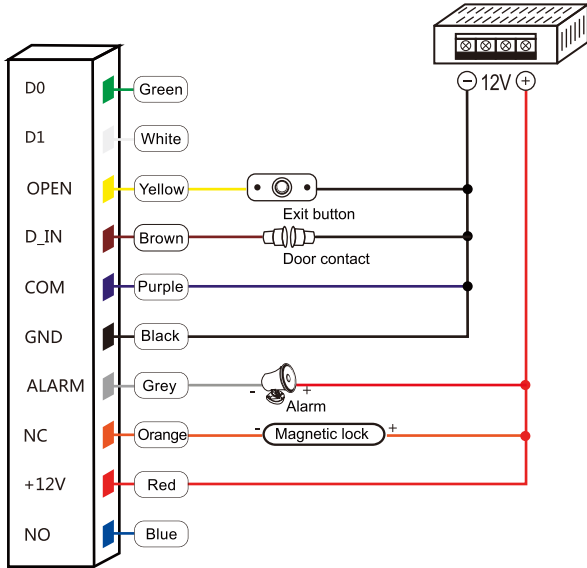 − 12V +
D0 Green
D1 White
OPEN Yellow
Exit button
D_IN Brown
Door contact
COM Purple
GND Black
ALARM Grey - +
Alarm
NC Orange - Magnetic lock +
+12V Red
NO Blue